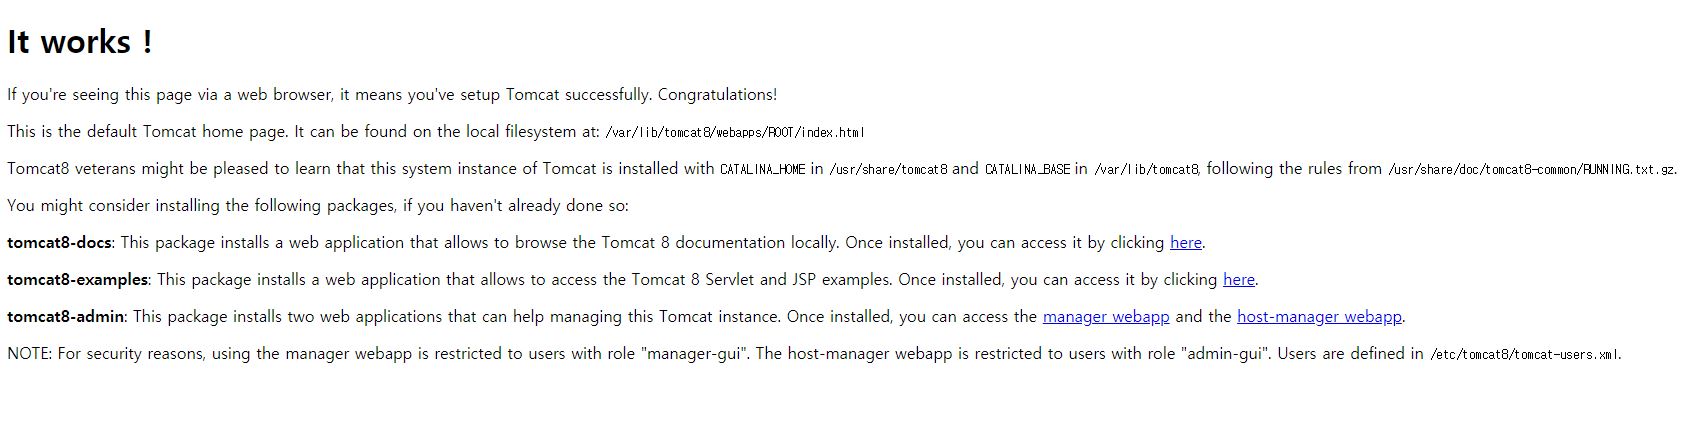 It works !
If you're seeing this page via a web browser, it means you've setup Tomcat successfully. Congratulations!
This is the default Tomcat home page. It can be found on the local filesystem at: /var/lib/tomcat8/webapps/ROOT/index.html
Tomcat8 veterans might be pleased to learn that this system instance of Tomcat is installed with CATALINA_HOME in /usr/share/tomcat8 and CATALINA_BASE in /var/lib/tomcat8, following the rules from /usr/share/doc/tomcat8-common/RUNNING.txt.gz.
You might consider installing the following packages, if you haven't already done so:
tomcat8-docs: This package installs a web application that allows to browse the Tomcat 8 documentation locally. Once installed, you can access it by clicking here.
tomcat8-examples: This package installs a web application that allows to access the Tomcat 8 Servlet and JSP examples. Once installed, you can access it by clicking here.
tomcat8-admin: This package installs two web applications that can help managing this Tomcat instance. Once installed, you can access the manager webapp and the host-manager webapp.
NOTE: For security reasons, using the manager webapp is restricted to users with role "manager-gui". The host-manager webapp is restricted to users with role "admin-gui". Users are defined in /etc/tomcat8/tomcat-users.xml.